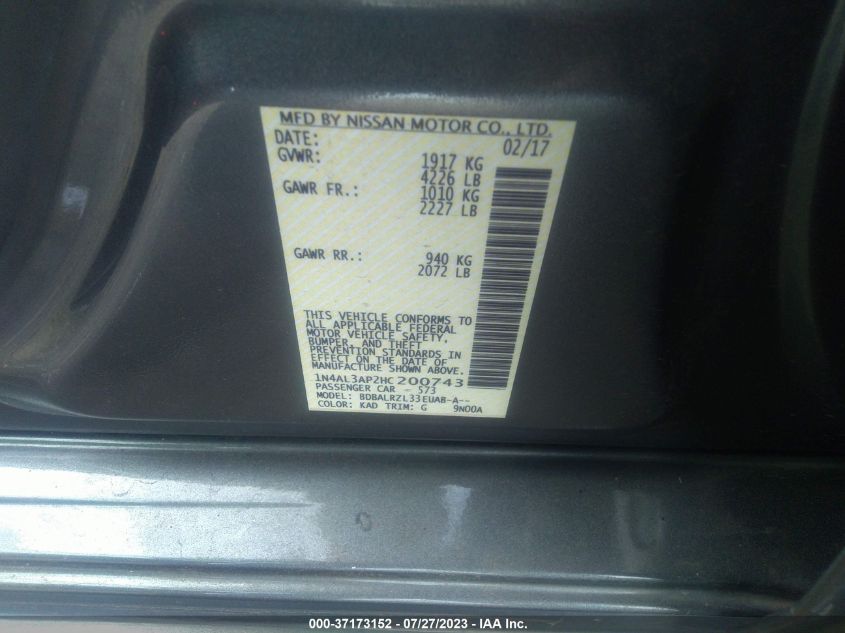 MFD BY NISSAN MOTOR CO., LTD.
DATE: 02/17
GVWR: 1917 KG
4226 LB
GAWR FR.: 1010 KG
2227 LB
GAWR RR.: 940 KG
2072 LB
THIS VEHICLE CONFORMS TO
ALL APPLICABLE FEDERAL
MOTOR VEHICLE SAFETY,
BUMPER, AND THEFT
PREVENTION STANDARDS IN
EFFECT ON THE DATE OF
MANUFACTURE SHOWN ABOVE.
1N4AL3AP2HC200743
PASSENGER CAR - 573
MODEL: BDBALRZL33EUAB-A--
COLOR: KAD TRIM: G 9N00A
000-37173152 - 07/27/2023 - IAA Inc.